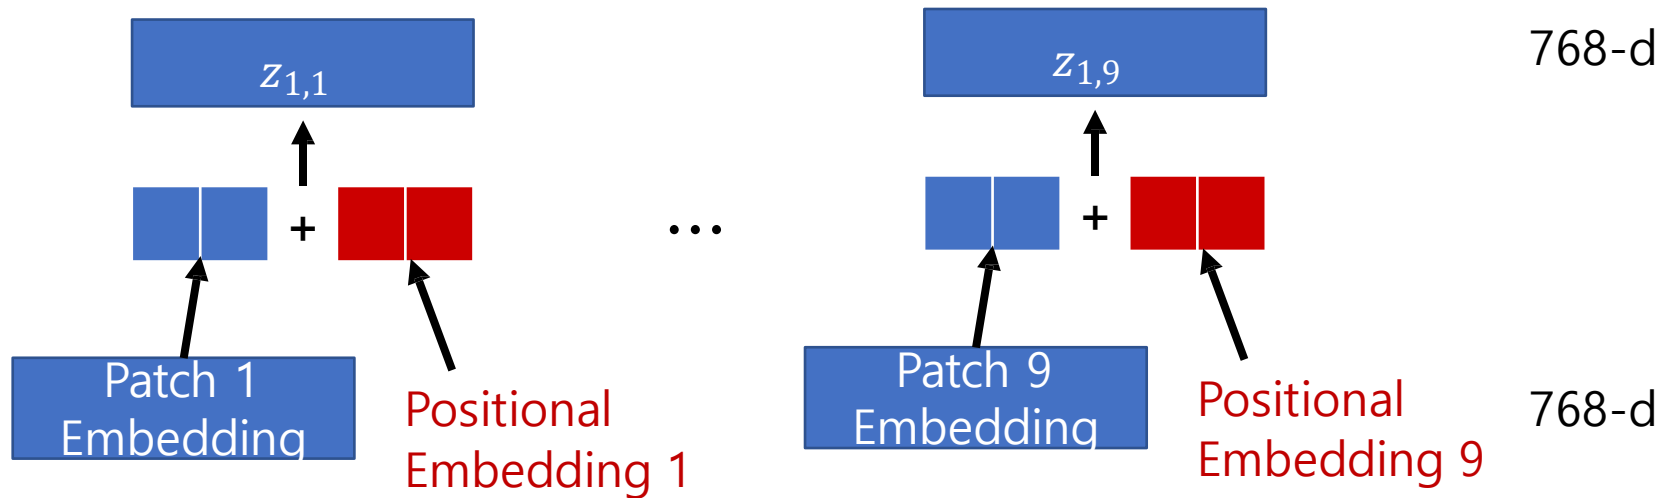 z1,1
z1,9
768-d
+
...
+
Patch 1
Embedding
Positional
Embedding 1
Patch 9
Embedding
Positional
Embedding 9
768-d